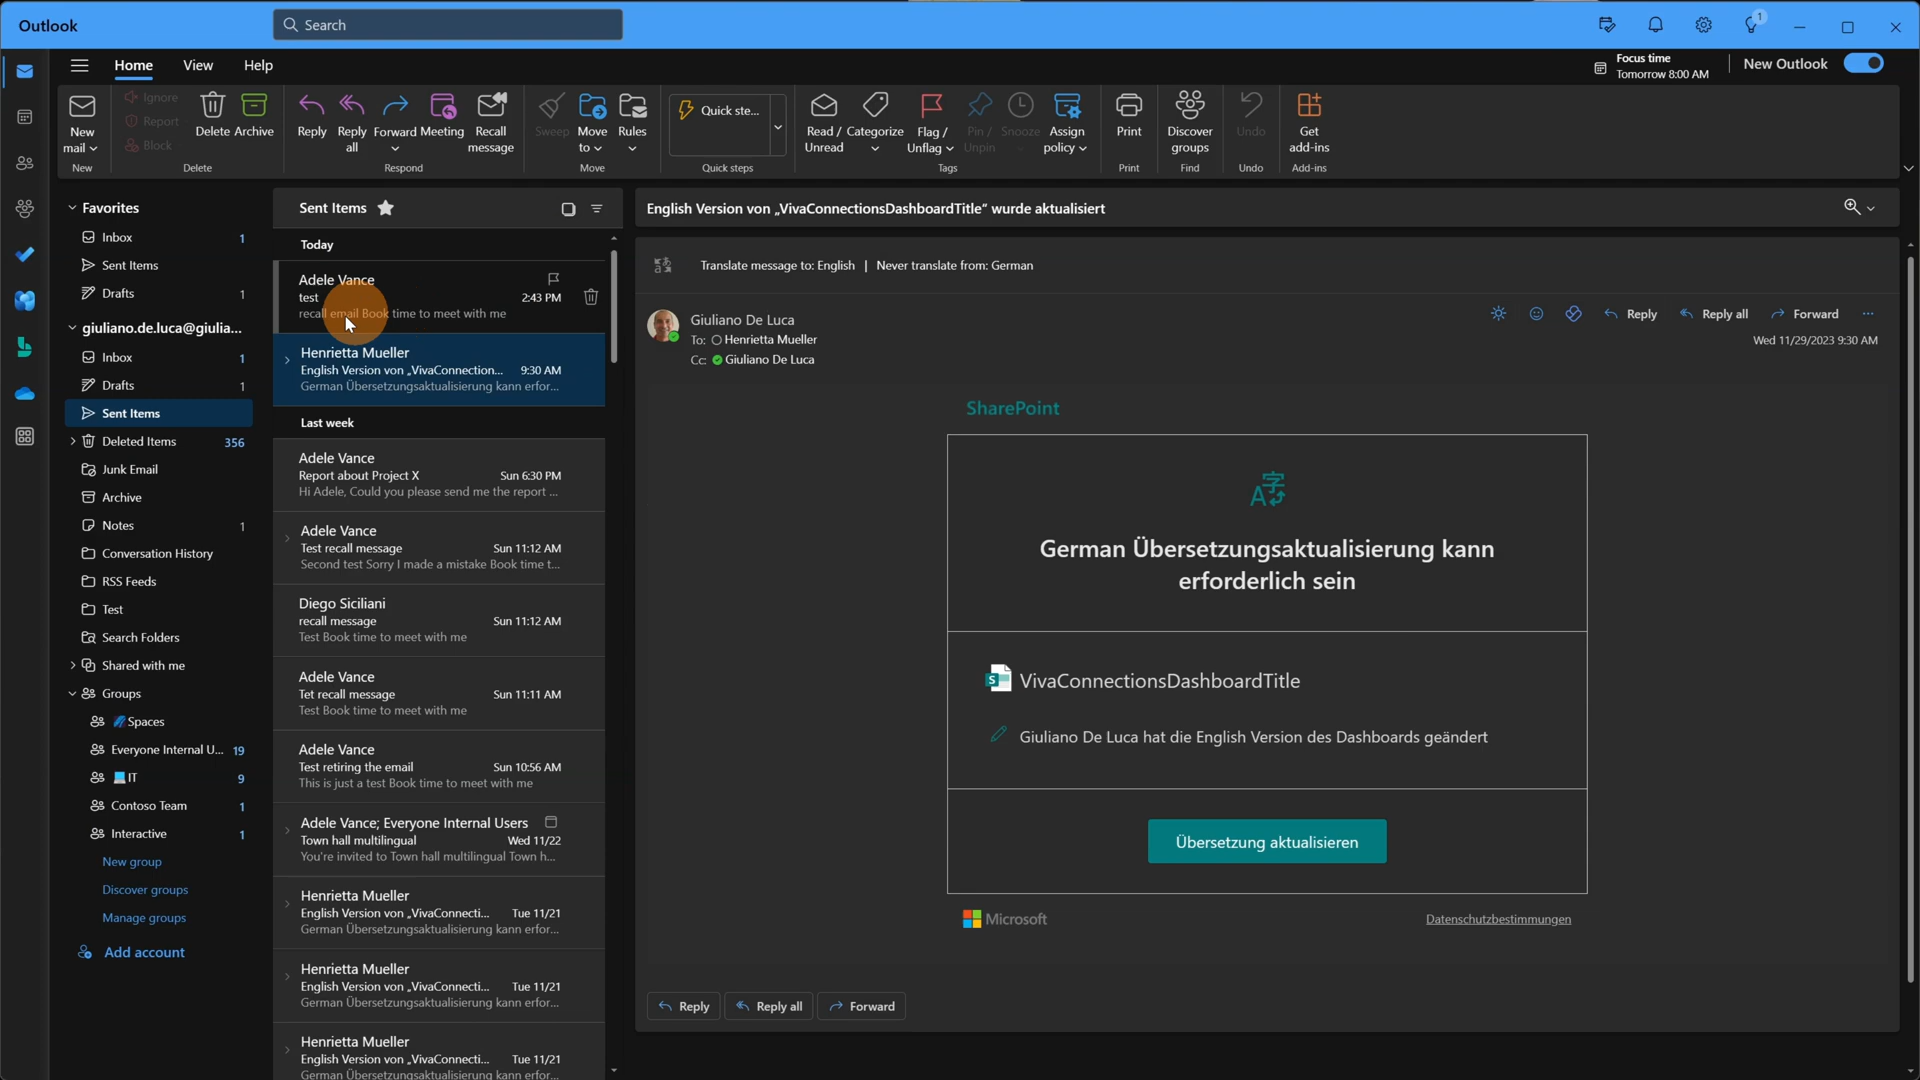 Outlook
Search
1
Home
View
Help
Focus time
Tomorrow 8:00 AM
New Outlook
New
mail
New
Ignore
Report
Block
Delete
Archive
Delete
Reply
Reply
all
Forward
Meeting
Recall
message
Respond
Sweep
Move
to
Rules
Move
Quick ste...
Quick steps
Read /
Unread
Categorize
Flag /
Unflag
Pin /
Unpin
Snooze
Assign
policy
Tags
Print
Print
Discover
groups
Find
Undo
Undo
Get
add-ins
Add-ins
Favorites
Inbox 1
Sent Items
Drafts 1
giuliano.de.luca@giulia...
Inbox 1
Drafts 1
Sent Items
Deleted Items 356
Junk Email
Archive
Notes 1
Conversation History
RSS Feeds
Test
Search Folders
Shared with me
Groups
Spaces
Everyone Internal U... 19
IT 9
Contoso Team 1
Interactive 1
New group
Discover groups
Manage groups
Add account
Sent Items
Today
Adele Vance
test 2:43 PM
recall email Book time to meet with me
Henrietta Mueller
English Version von „VivaConnection... 9:30 AM
German Übersetzungsaktualisierung kann erfor...
Last week
Adele Vance
Report about Project X Sun 6:30 PM
Hi Adele, Could you please send me the report ...
Adele Vance
Test recall message Sun 11:12 AM
Second test Sorry I made a mistake Book time t...
Diego Siciliani
recall message Sun 11:12 AM
Test Book time to meet with me
Adele Vance
Tet recall message Sun 11:11 AM
Test Book time to meet with me
Adele Vance
Test retiring the email Sun 10:56 AM
This is just a test Book time to meet with me
Adele Vance; Everyone Internal Users
Town hall multilingual Wed 11/22
You're invited to Town hall multilingual Town h...
Henrietta Mueller
English Version von „VivaConnecti... Tue 11/21
German Übersetzungsaktualisierung kann erfor...
Henrietta Mueller
English Version von „VivaConnecti... Tue 11/21
German Übersetzungsaktualisierung kann erfor...
Henrietta Mueller
English Version von „VivaConnecti... Tue 11/21
German Übersetzungsaktualisierung kann erfor...
English Version von „VivaConnectionsDashboardTitle“ wurde aktualisiert
Translate message to: English | Never translate from: German
Giuliano De Luca
To: Henrietta Mueller
Cc: Giuliano De Luca
Reply
Reply all
Forward
Wed 11/29/2023 9:30 AM
SharePoint
A字
German Übersetzungsaktualisierung kann
erforderlich sein
S
VivaConnectionsDashboardTitle
Giuliano De Luca hat die English Version des Dashboards geändert
Übersetzung aktualisieren
Microsoft
Datenschutzbestimmungen
Reply
Reply all
Forward